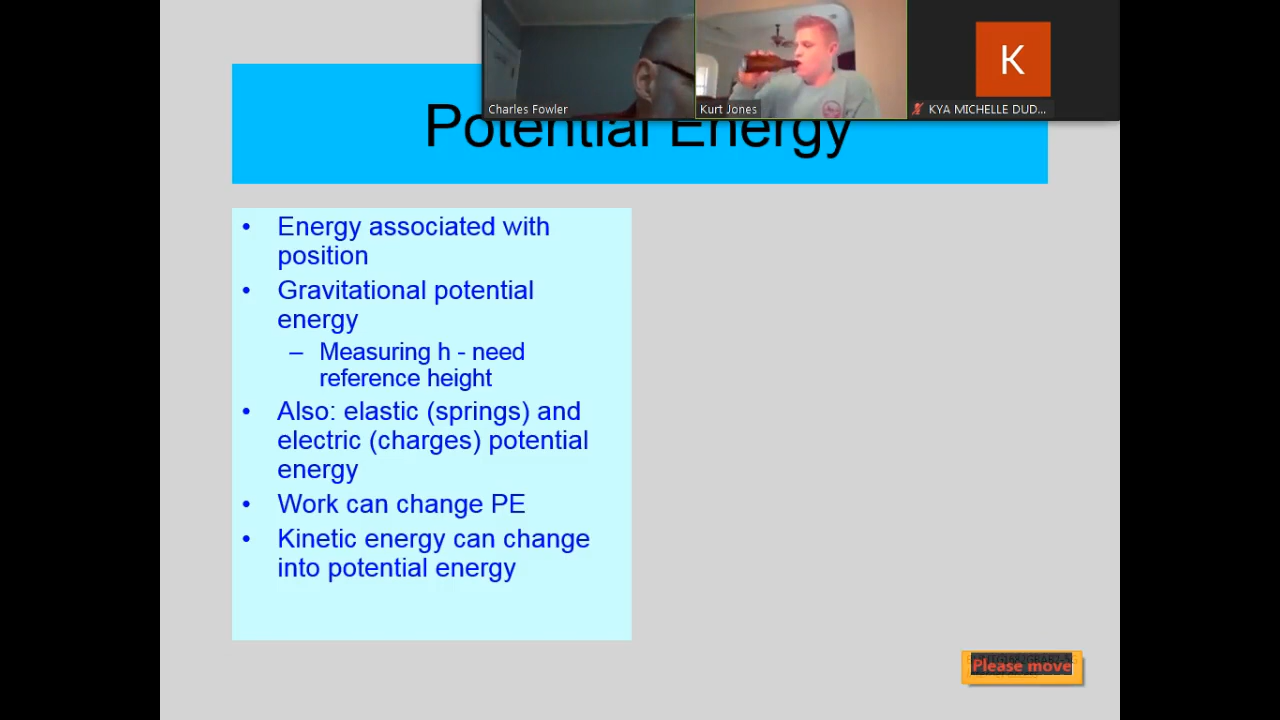 Charles Fowler
Kurt Jones
K
KYA MICHELLE DUD...
Potential Energy
• Energy associated with
position
• Gravitational potential
energy
– Measuring h - need
reference height
• Also: elastic (springs) and
electric (charges) potential
energy
• Work can change PE
• Kinetic energy can change
into potential energy
Please move